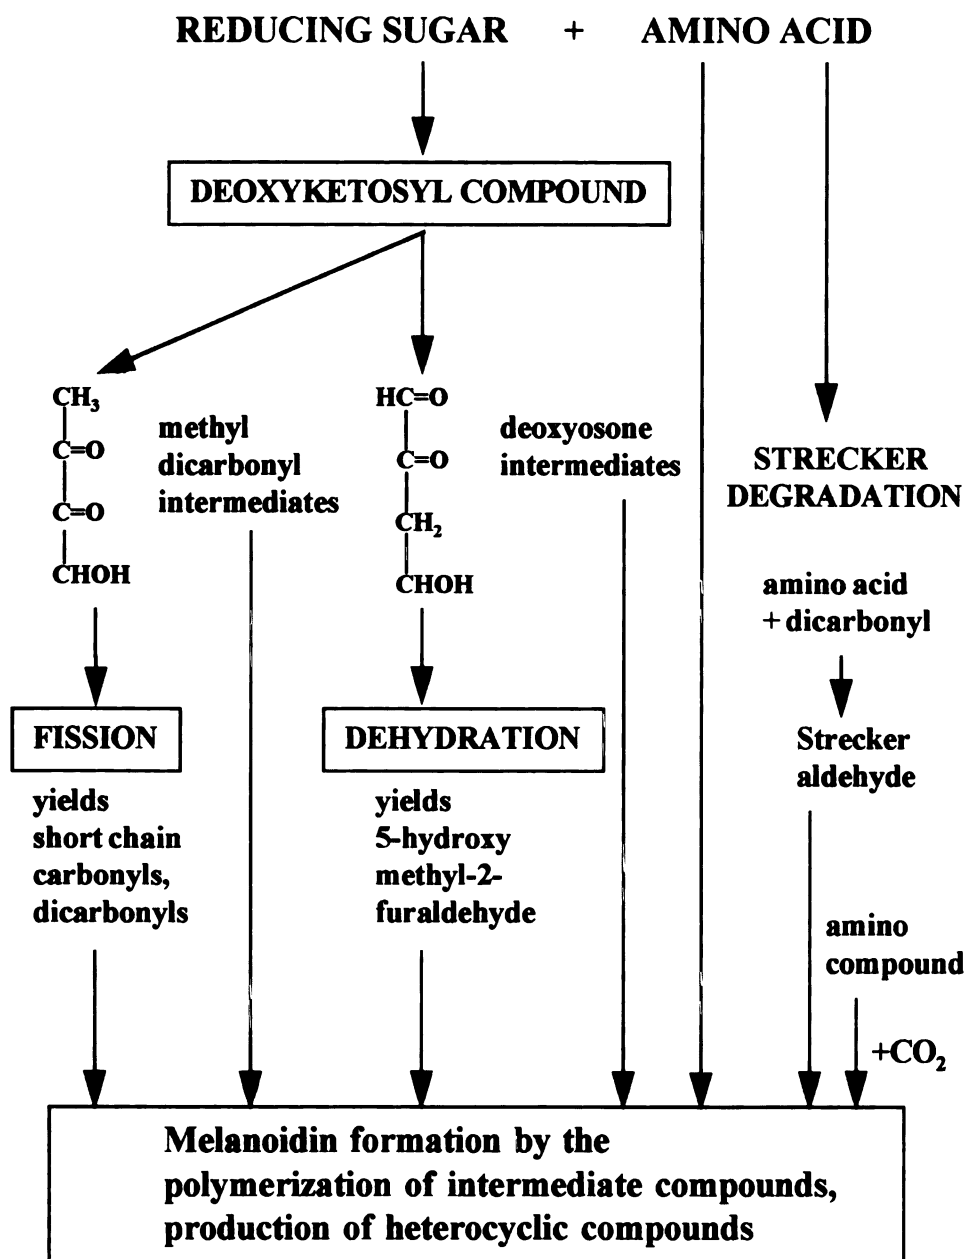 REDUCING SUGAR + AMINO ACID
DEOXYKETOSYL COMPOUND
CH₃
C=O
C=O
CHOH
methyl
dicarbonyl
intermediates
HC=O
C=O
CH₂
CHOH
deoxyosone
intermediates
STRECKER
DEGRADATION
amino acid
+ dicarbonyl
Strecker
aldehyde
FISSION
yields
short chain
carbonyls,
dicarbonyls
DEHYDRATION
yields
5-hydroxy
methyl-2-
furaldehyde
amino
compound
+CO₂
Melanoidin formation by the
polymerization of intermediate compounds,
production of heterocyclic compounds